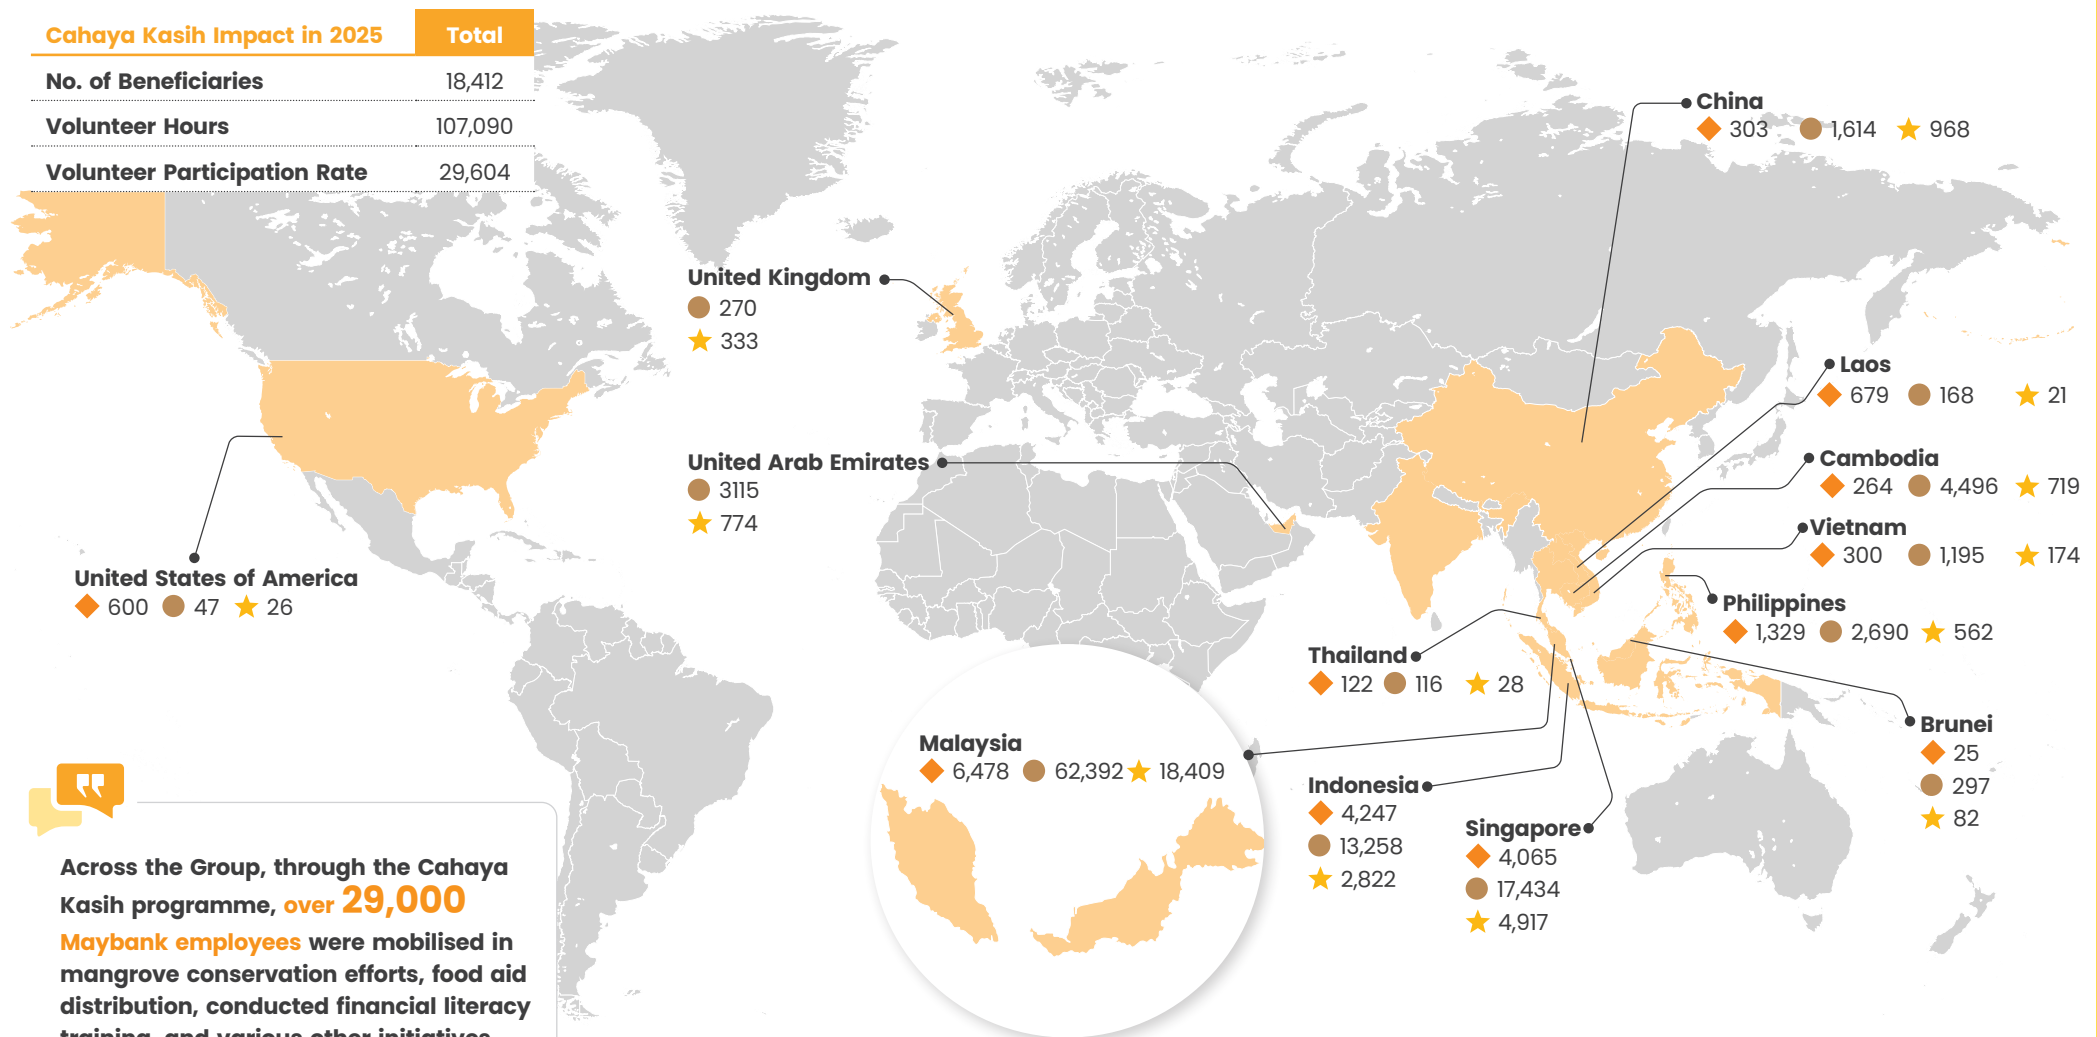 Cahaya Kasih Impact in 2025 Total
No. of Beneficiaries 18,412
Volunteer Hours 107,090
Volunteer Participation Rate 29,604
China
303 1,614 968
United Kingdom
270
333
Laos
679 168 21
United Arab Emirates
3115
774
Cambodia
264 4,496 719
Vietnam
300 1,195 174
United States of America
600 47 26
Philippines
1,329 2,690 562
Thailand
122 116 28
Brunei
25
297
82
Malaysia
6,478 62,392 18,409
Indonesia
4,247
13,258
2,822
Singapore
4,065
17,434
4,917
Across the Group, through the Cahaya
Kasih programme, over 29,000
Maybank employees were mobilised in
mangrove conservation efforts, food aid
distribution, conducted financial literacy
training, and various other initiatives